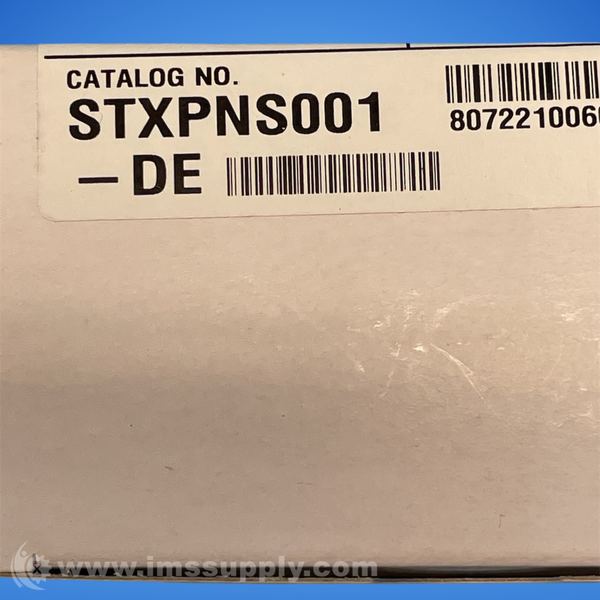 CATALOG NO.
STXPNS001
-DE
8072210060
www.imssupply.com